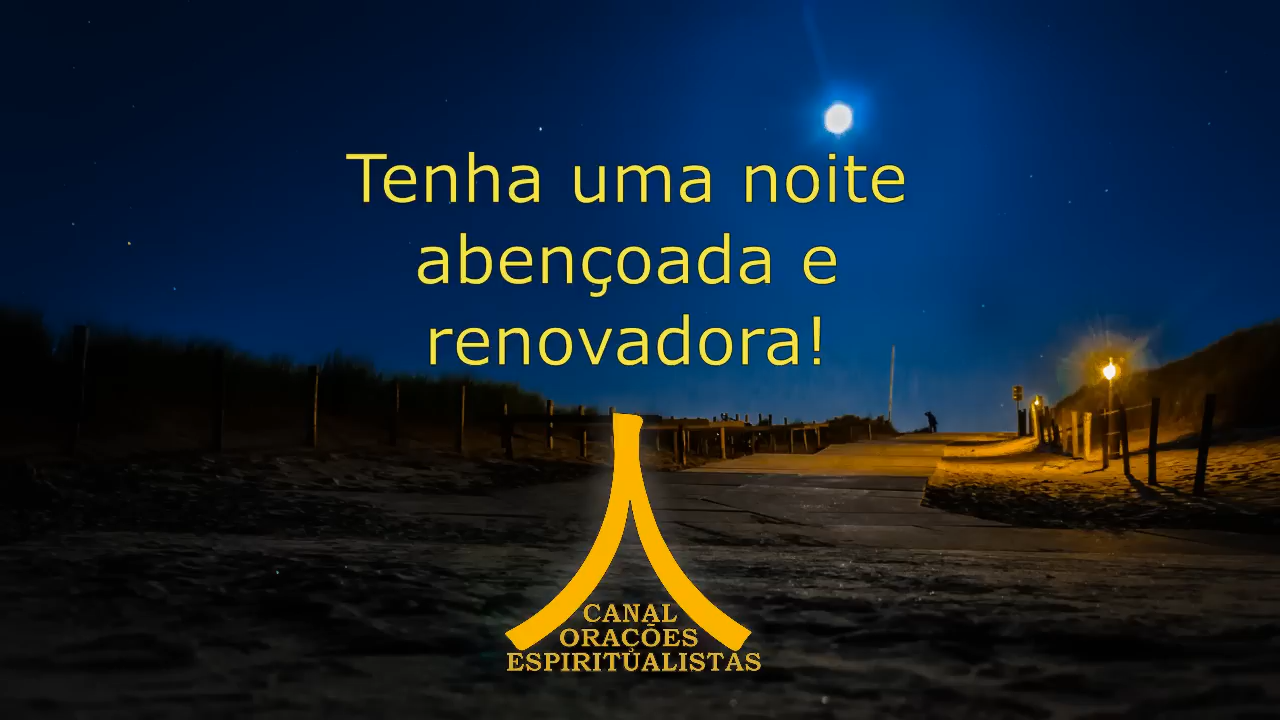 Tenha uma noite
abençoada e
renovadora!
CANAL
ORAÇÕES
ESPIRITUALISTAS